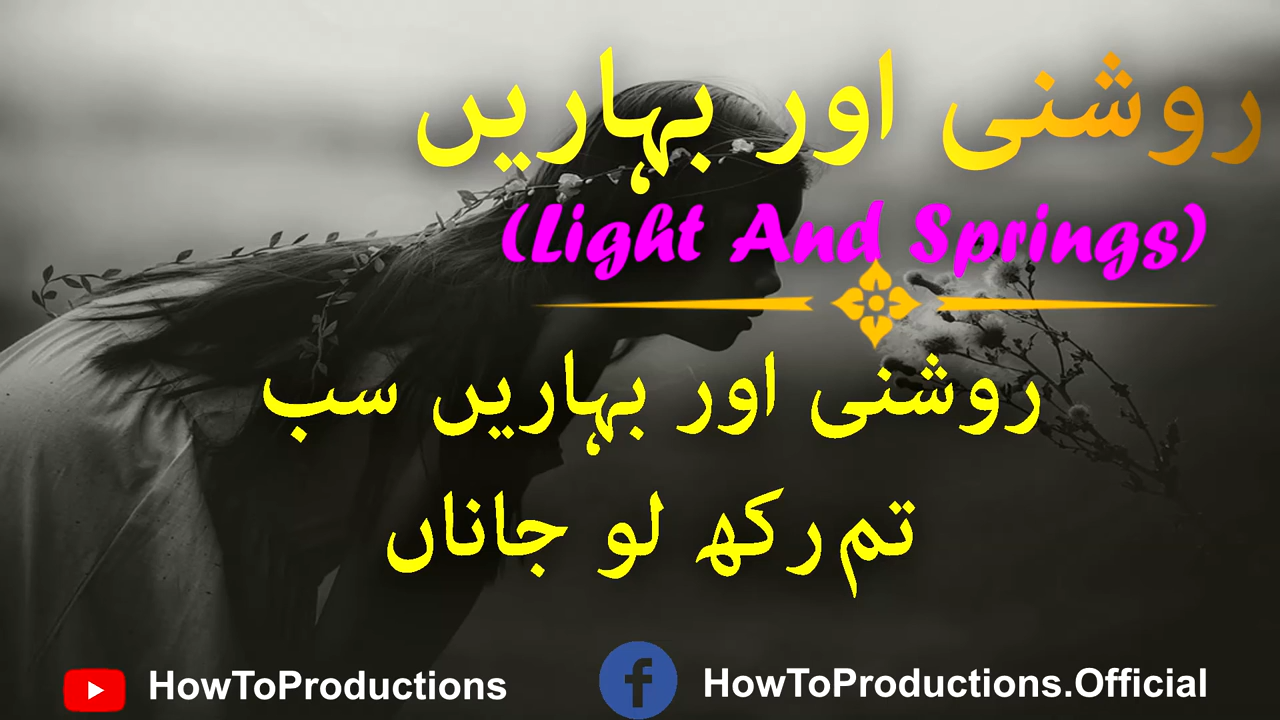 روشنی اور بہاریں
(Light And Springs)
روشنی اور بہاریں سب
تم رکھ لو جاناں
HowToProductions
HowToProductions.Official